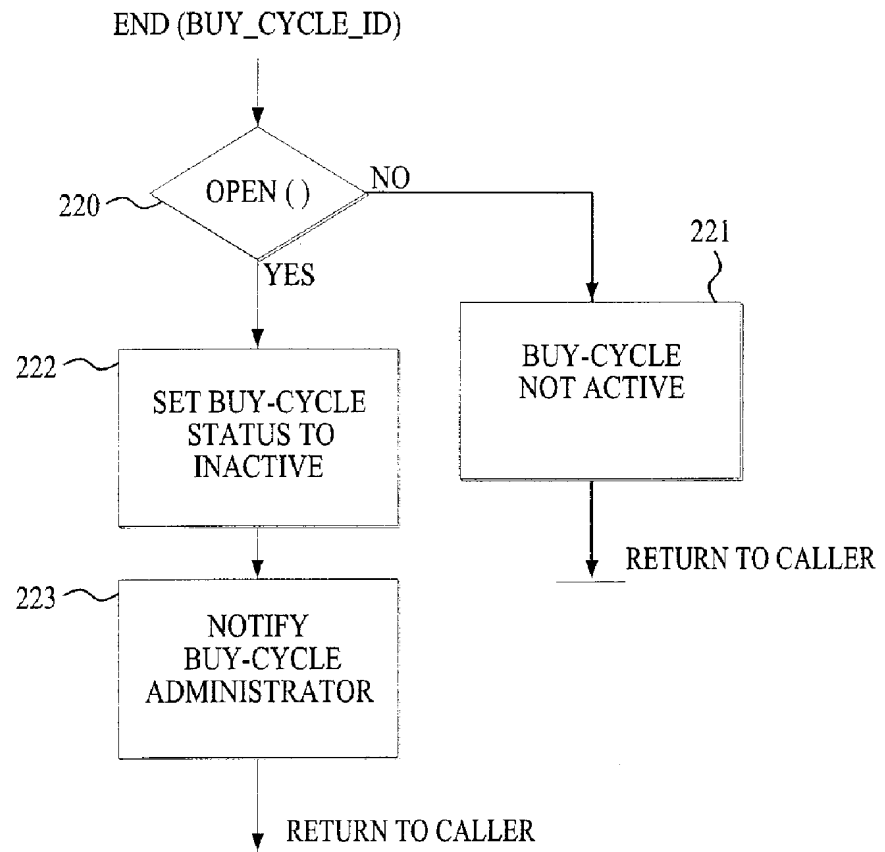 END (BUY_CYCLE_ID)
OPEN ( )
NO
220
YES
221
222
SET BUY-CYCLE
STATUS TO
INACTIVE
BUY-CYCLE
NOT ACTIVE
RETURN TO CALLER
223
NOTIFY
BUY-CYCLE
ADMINISTRATOR
RETURN TO CALLER